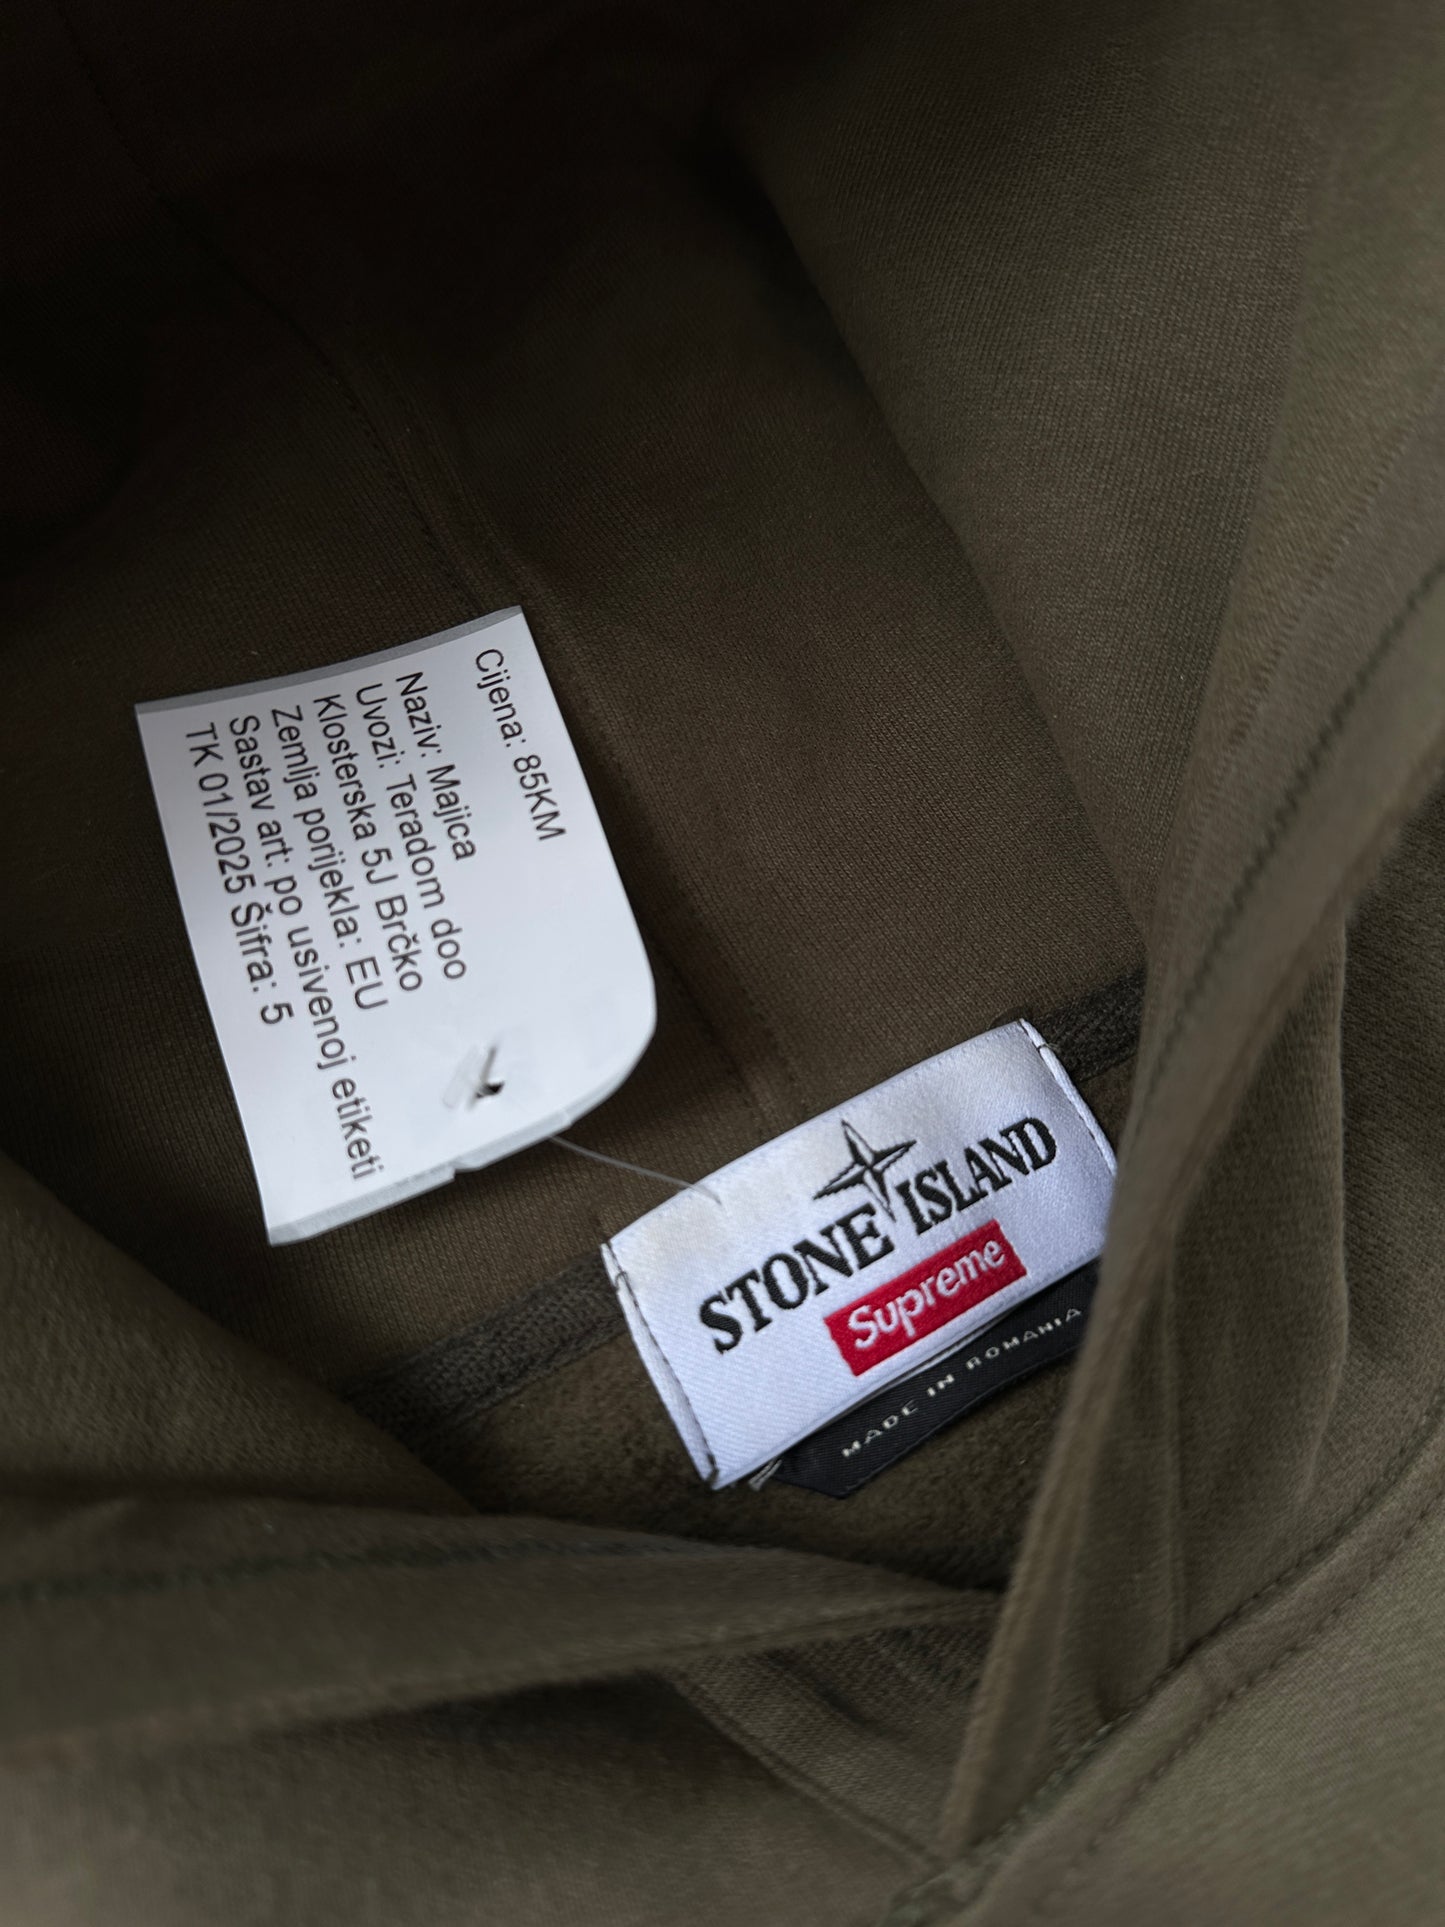 Cijena: 85KM
Naziv: Majica
Uvozi: Teradom doo
Klosterska 5J Brčko
Zemlja porijekla: EU
Sastav art: po usivenoj etiketi
TK 01/2025 Šifra: 5
STONE ISLAND
Supreme
MADE IN ROMANIA